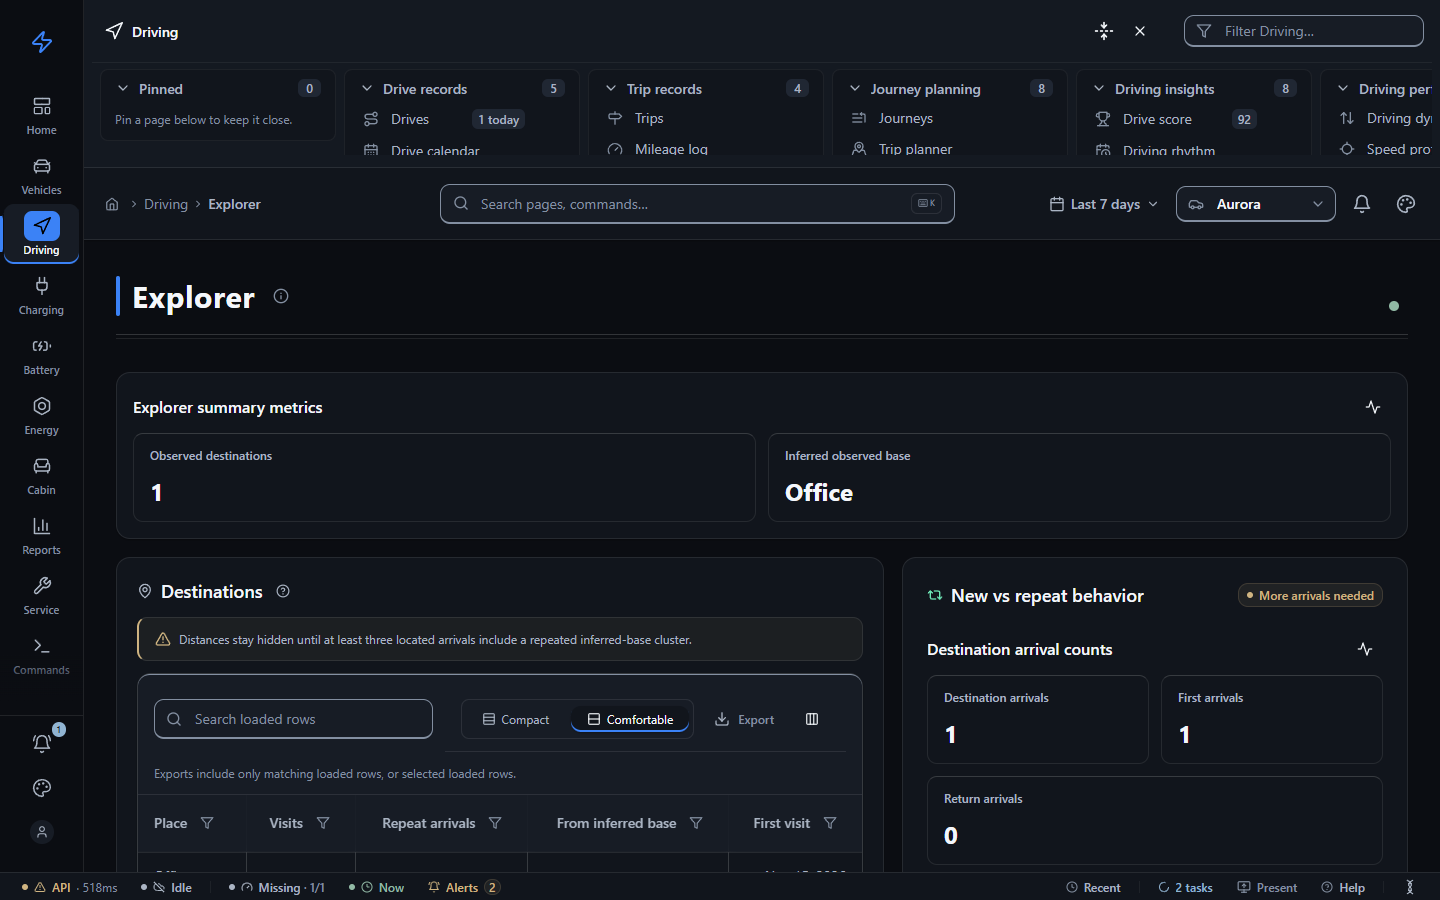 Driving
Filter Driving...
Pinned 0
Pin a page below to keep it close.
Drive records 5
Drives 1 today
Drive calendar
Trip records 4
Trips
Mileage log
Journey planning 8
Journeys
Trip planner
Driving insights 8
Drive score 92
Driving rhythm
Home
Vehicles
Driving
Charging
Battery
Energy
Cabin
Reports
Service
Commands
1
Driving Explorer
Search pages, commands... K
Last 7 days
Aurora
Explorer
Explorer summary metrics
Observed destinations
1
Inferred observed base
Office
Destinations
Distances stay hidden until at least three located arrivals include a repeated inferred-base cluster.
Search loaded rows
Compact Comfortable Export
Exports include only matching loaded rows, or selected loaded rows.
Place Visits Repeat arrivals From inferred base First visit
New vs repeat behavior More arrivals needed
Destination arrival counts
Destination arrivals
1
First arrivals
1
Return arrivals
0
API · 518ms Idle Missing · 1/1 Now Alerts 2 Recent 2 tasks Present Help